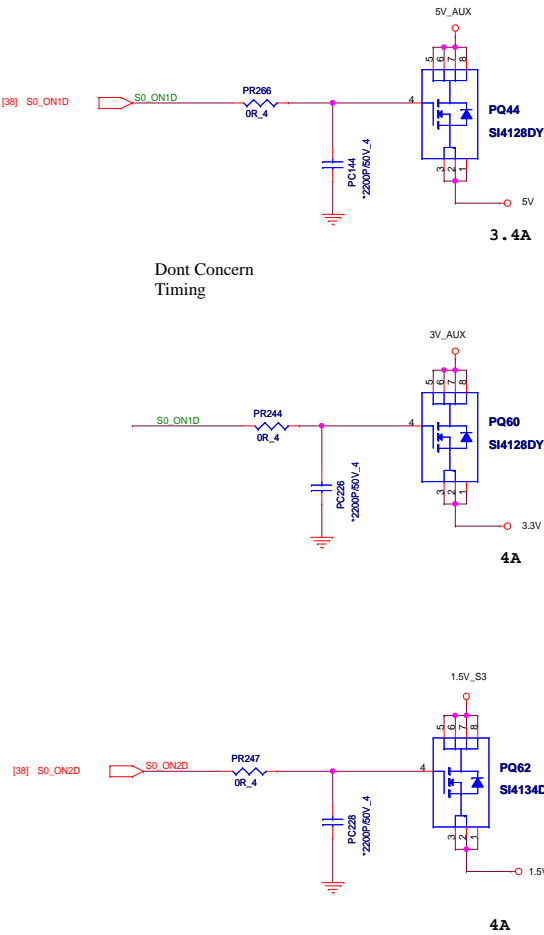 5V_AUX
5 6 7 8
[38] S0_ON1D
S0_ON1D
PR266
0R_4
4
PQ44
SI4128DY
PC144
*2200P/50V_4
3 2 1
5V
3.4A
Dont Concern
Timing
3V_AUX
5 6 7 8
S0_ON1D
PR244
0R_4
4
PQ60
SI4128DY
PC226
*2200P/50V_4
3 2 1
3.3V
4A
1.5V_S3
5 6 7 8
[38] S0_ON2D
S0_ON2D
PR247
0R_4
4
PQ62
SI4134D
PC228
*2200P/50V_4
3 2 1
1.5V
4A